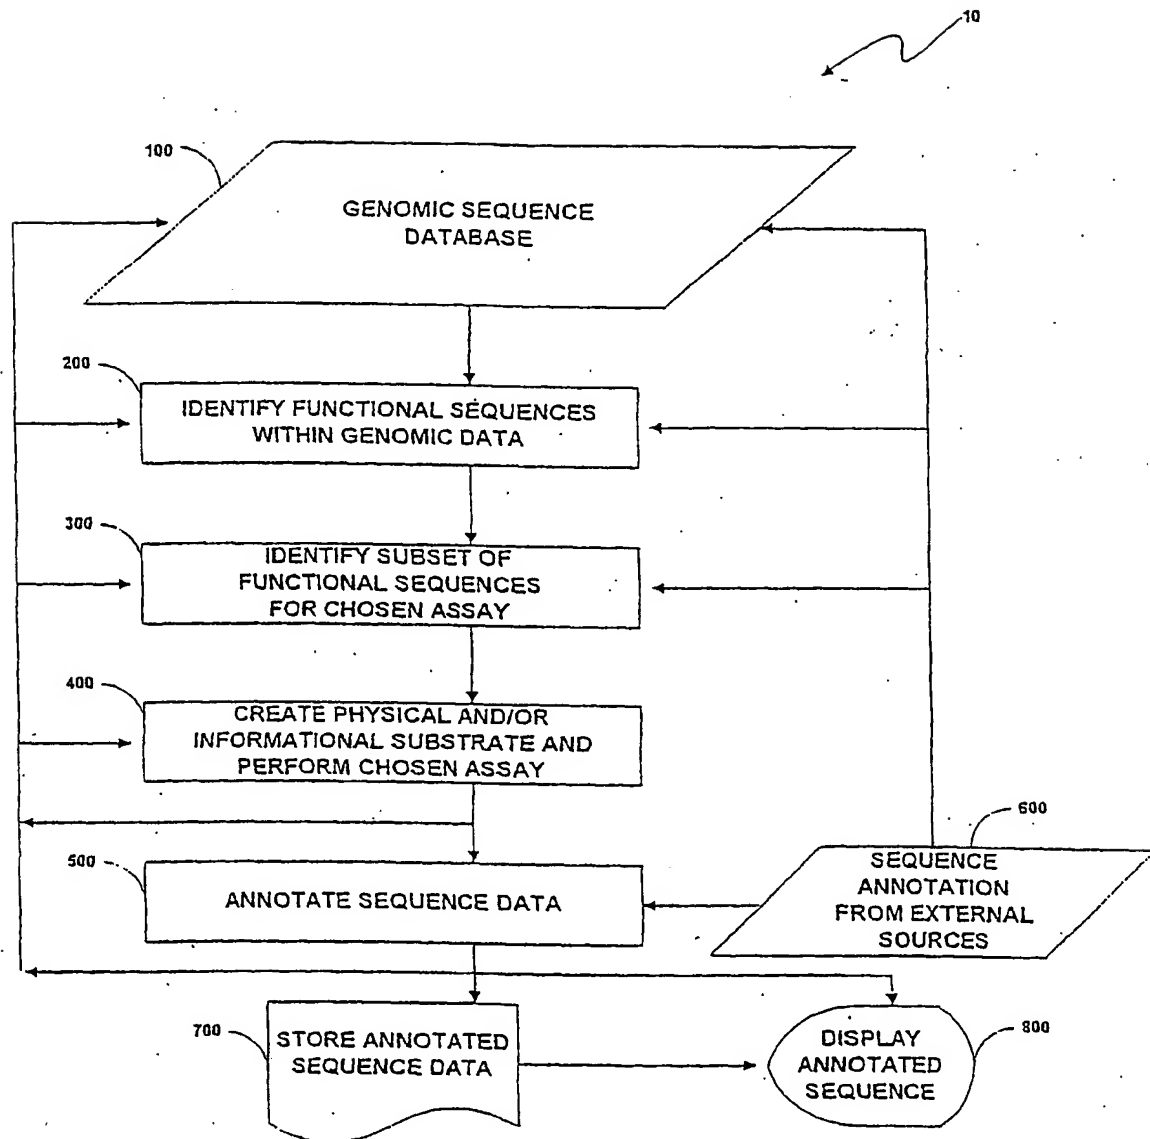 10
100
GENOMIC SEQUENCE
DATABASE
200
IDENTIFY FUNCTIONAL SEQUENCES
WITHIN GENOMIC DATA
300
IDENTIFY SUBSET OF
FUNCTIONAL SEQUENCES
FOR CHOSEN ASSAY
400
CREATE PHYSICAL AND/OR
INFORMATIONAL SUBSTRATE AND
PERFORM CHOSEN ASSAY
500
ANNOTATE SEQUENCE DATA
600
SEQUENCE
ANNOTATION
FROM EXTERNAL
SOURCES
700
STORE ANNOTATED
SEQUENCE DATA
800
DISPLAY
ANNOTATED
SEQUENCE